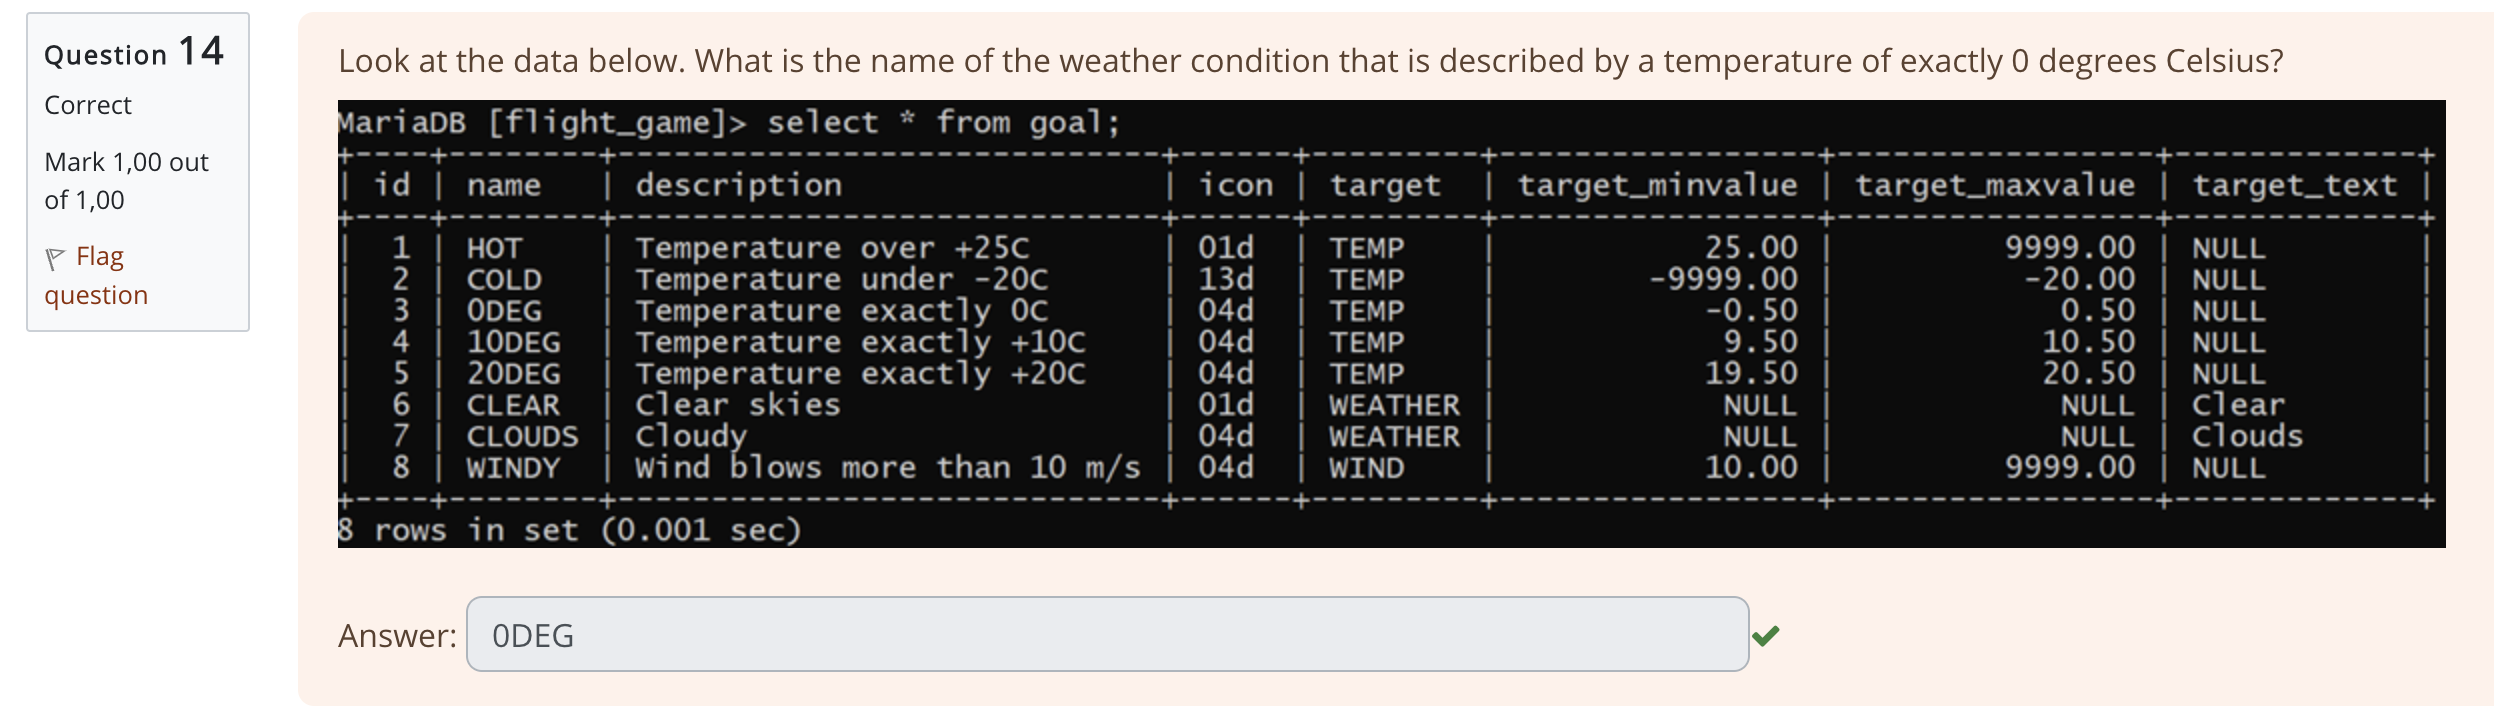 Question 14
Correct
Mark 1,00 out
of 1,00
Flag
question
Look at the data below. What is the name of the weather condition that is described by a temperature of exactly 0 degrees Celsius?
MariaDB [flight_game]> select * from goal;
+----+--------+-----------------------------+------+---------+-----------------+-----------------+-------------+
| id | name   | description                 | icon | target  | target_minvalue | target_maxvalue | target_text |
+----+--------+-----------------------------+------+---------+-----------------+-----------------+-------------+
|  1 | HOT    | Temperature over +25C       | 01d  | TEMP    |           25.00 |         9999.00 | NULL        |
|  2 | COLD   | Temperature under -20C      | 13d  | TEMP    |        -9999.00 |          -20.00 | NULL        |
|  3 | 0DEG   | Temperature exactly 0C      | 04d  | TEMP    |           -0.50 |            0.50 | NULL        |
|  4 | 10DEG  | Temperature exactly +10C    | 04d  | TEMP    |            9.50 |           10.50 | NULL        |
|  5 | 20DEG  | Temperature exactly +20C    | 04d  | TEMP    |           19.50 |           20.50 | NULL        |
|  6 | CLEAR  | Clear skies                 | 01d  | WEATHER |            NULL |            NULL | Clear       |
|  7 | CLOUDS | Cloudy                      | 04d  | WEATHER |            NULL |            NULL | Clouds      |
|  8 | WINDY  | Wind blows more than 10 m/s | 04d  | WIND    |           10.00 |         9999.00 | NULL        |
+----+--------+-----------------------------+------+---------+-----------------+-----------------+-------------+
8 rows in set (0.001 sec)
Answer: 0DEG